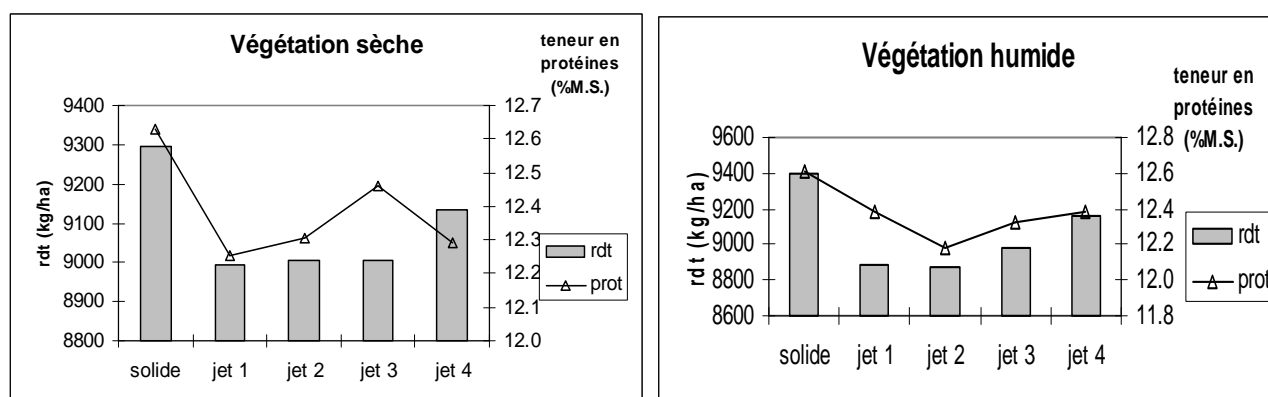 Végétation sèche
teneur en
protéines
(%M.S.)
rdt (kg/ha)
9400
9300
9200
9100
9000
8900
8800
12.7
12.6
12.5
12.4
12.3
12.2
12.1
12.0
rdt
prot
solide jet 1 jet 2 jet 3 jet 4
Végétation humide
teneur en
protéines
(%M.S.)
rdt (kg/ha)
9600
9400
9200
9000
8800
8600
12.8
12.6
12.4
12.2
12.0
11.8
rdt
prot
solide jet 1 jet 2 jet 3 jet 4